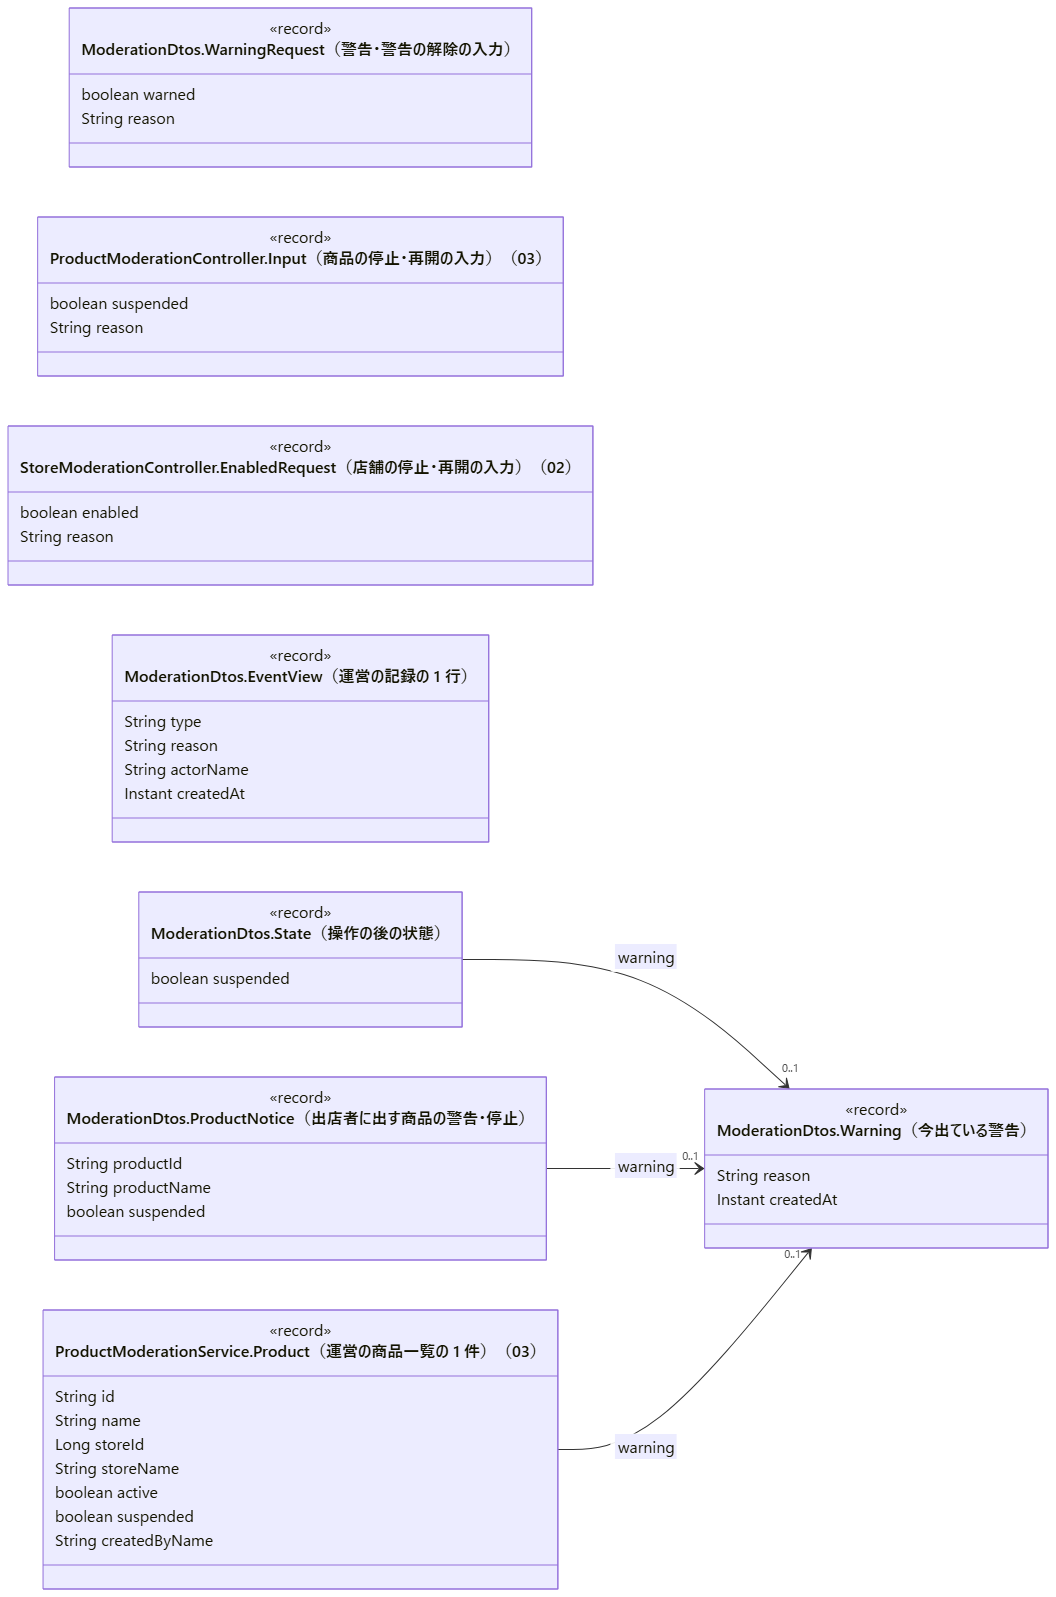 «record»
ModerationDtos.WarningRequest（警告・警告の解除の入力）
boolean warned
String reason
«record»
ProductModerationController.Input（商品の停止・再開の入力）（03）
boolean suspended
String reason
«record»
StoreModerationController.EnabledRequest（店舗の停止・再開の入力）（02）
boolean enabled
String reason
«record»
ModerationDtos.EventView（運営の記録の１行）
String type
String reason
String actorName
Instant createdAt
«record»
ModerationDtos.State（操作の後の状態）
boolean suspended
warning
0..1
«record»
ModerationDtos.ProductNotice（出店者に出す商品の警告・停止）
String productId
String productName
boolean suspended
warning
0..1
«record»
ModerationDtos.Warning（今出ている警告）
String reason
Instant createdAt
0..1
«record»
ProductModerationService.Product（運営の商品一覧の１件）（03）
String id
String name
Long storeId
String storeName
boolean active
boolean suspended
String createdByName
warning